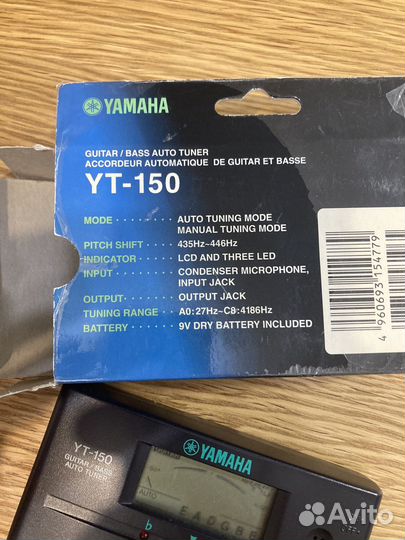 YAMAHA
GUITAR / BASS AUTO TUNER
ACCORDEUR AUTOMATIQUE DE GUITAR ET BASSE
YT-150
MODE ········ AUTO TUNING MODE
MANUAL TUNING MODE
PITCH SHIFT ···· 435Hz~446Hz
INDICATOR ····· LCD AND THREE LED
INPUT ········ CONDENSER MICROPHONE,
INPUT JACK
OUTPUT ······· OUTPUT JACK
TUNING RANGE ·· A0:27Hz~C8:4186Hz
BATTERY ······ 9V DRY BATTERY INCLUDED
4 960693 154779
YT-150
GUITAR / BASS
AUTO TUNER
YAMAHA
AUTO
E A D G B E
b
Avito